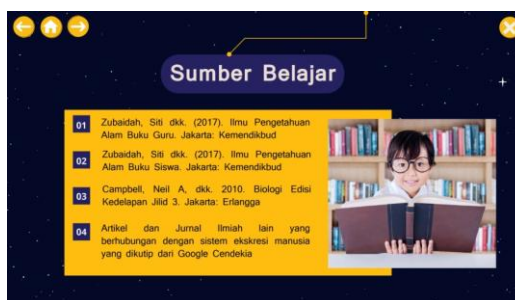 Sumber Belajar
01 Zubaidah, Siti dkk. (2017). Ilmu Pengetahuan
Alam Buku Guru. Jakarta: Kemendikbud
02 Zubaidah, Siti dkk. (2017). Ilmu Pengetahuan
Alam Buku Siswa. Jakarta: Kemendikbud
03 Campbell, Neil A, dkk. 2010. Biologi Edisi
Kedelapan Jilid 3. Jakarta: Erlangga
04 Artikel dan Jurnal Ilmiah lain yang
berhubungan dengan sistem ekskresi manusia
yang dikutip dari Google Cendekia